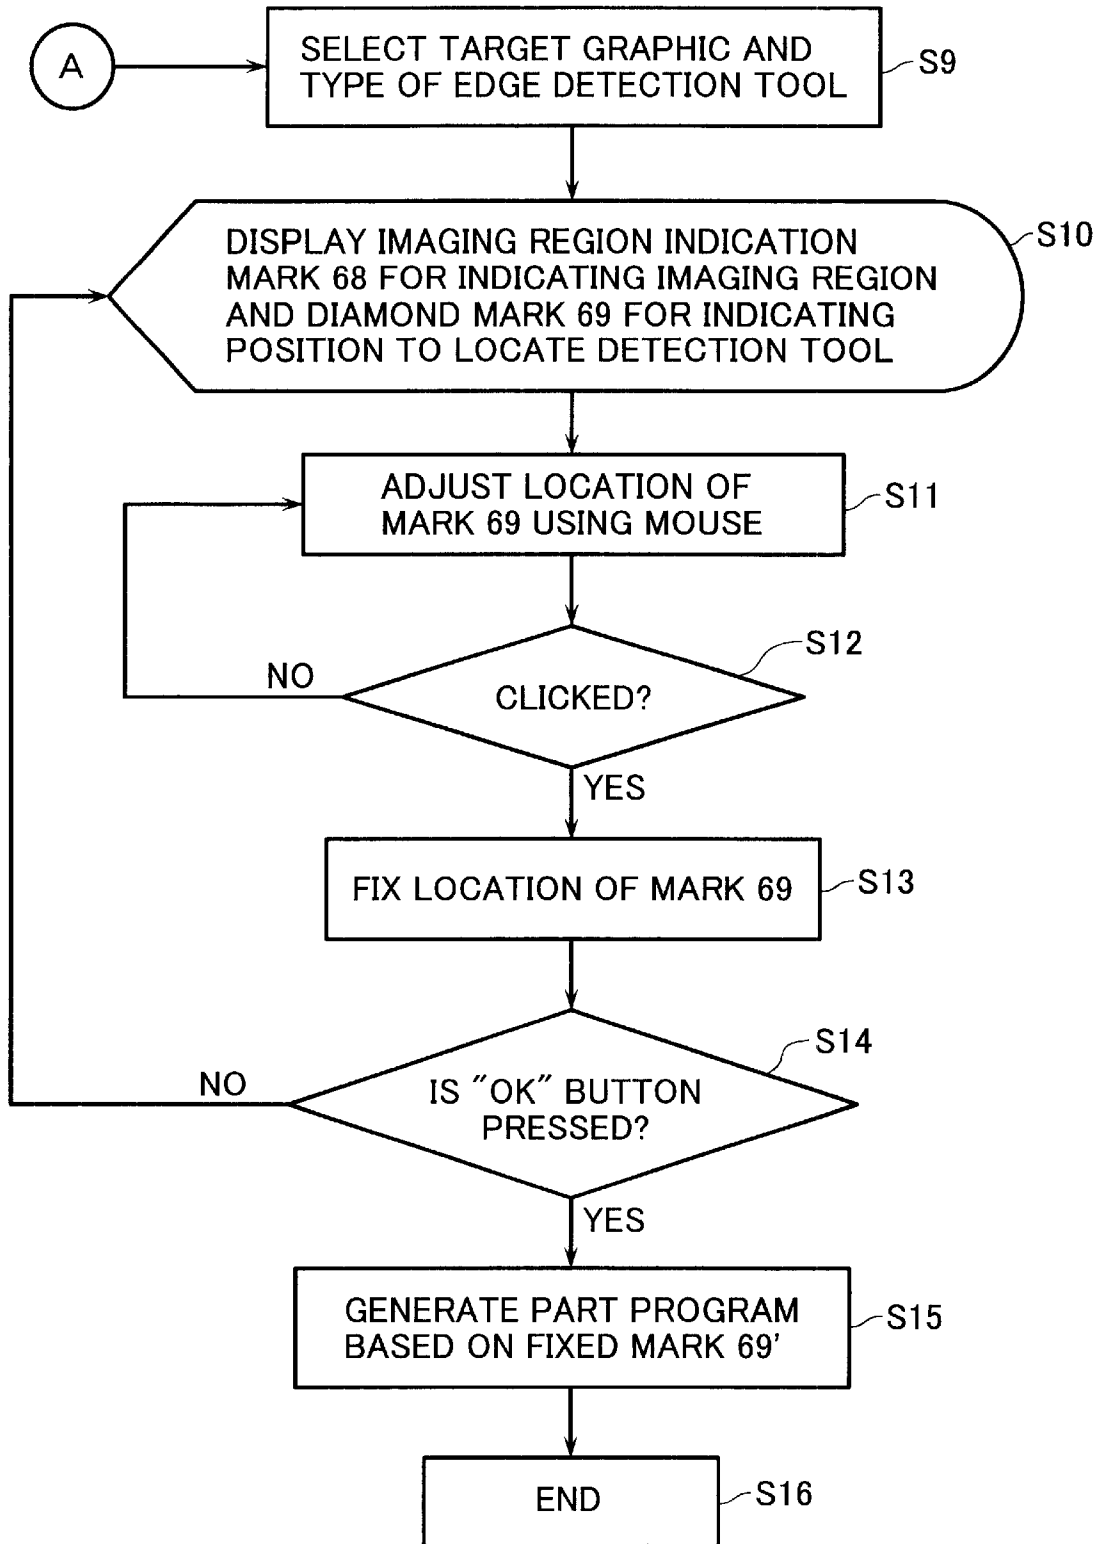 A
SELECT TARGET GRAPHIC AND
TYPE OF EDGE DETECTION TOOL
S9
DISPLAY IMAGING REGION INDICATION
MARK 68 FOR INDICATING IMAGING REGION
AND DIAMOND MARK 69 FOR INDICATING
POSITION TO LOCATE DETECTION TOOL
S10
ADJUST LOCATION OF
MARK 69 USING MOUSE
S11
CLICKED?
S12
NO
YES
FIX LOCATION OF MARK 69
S13
IS "OK" BUTTON
PRESSED?
S14
NO
YES
GENERATE PART PROGRAM
BASED ON FIXED MARK 69'
S15
END
S16